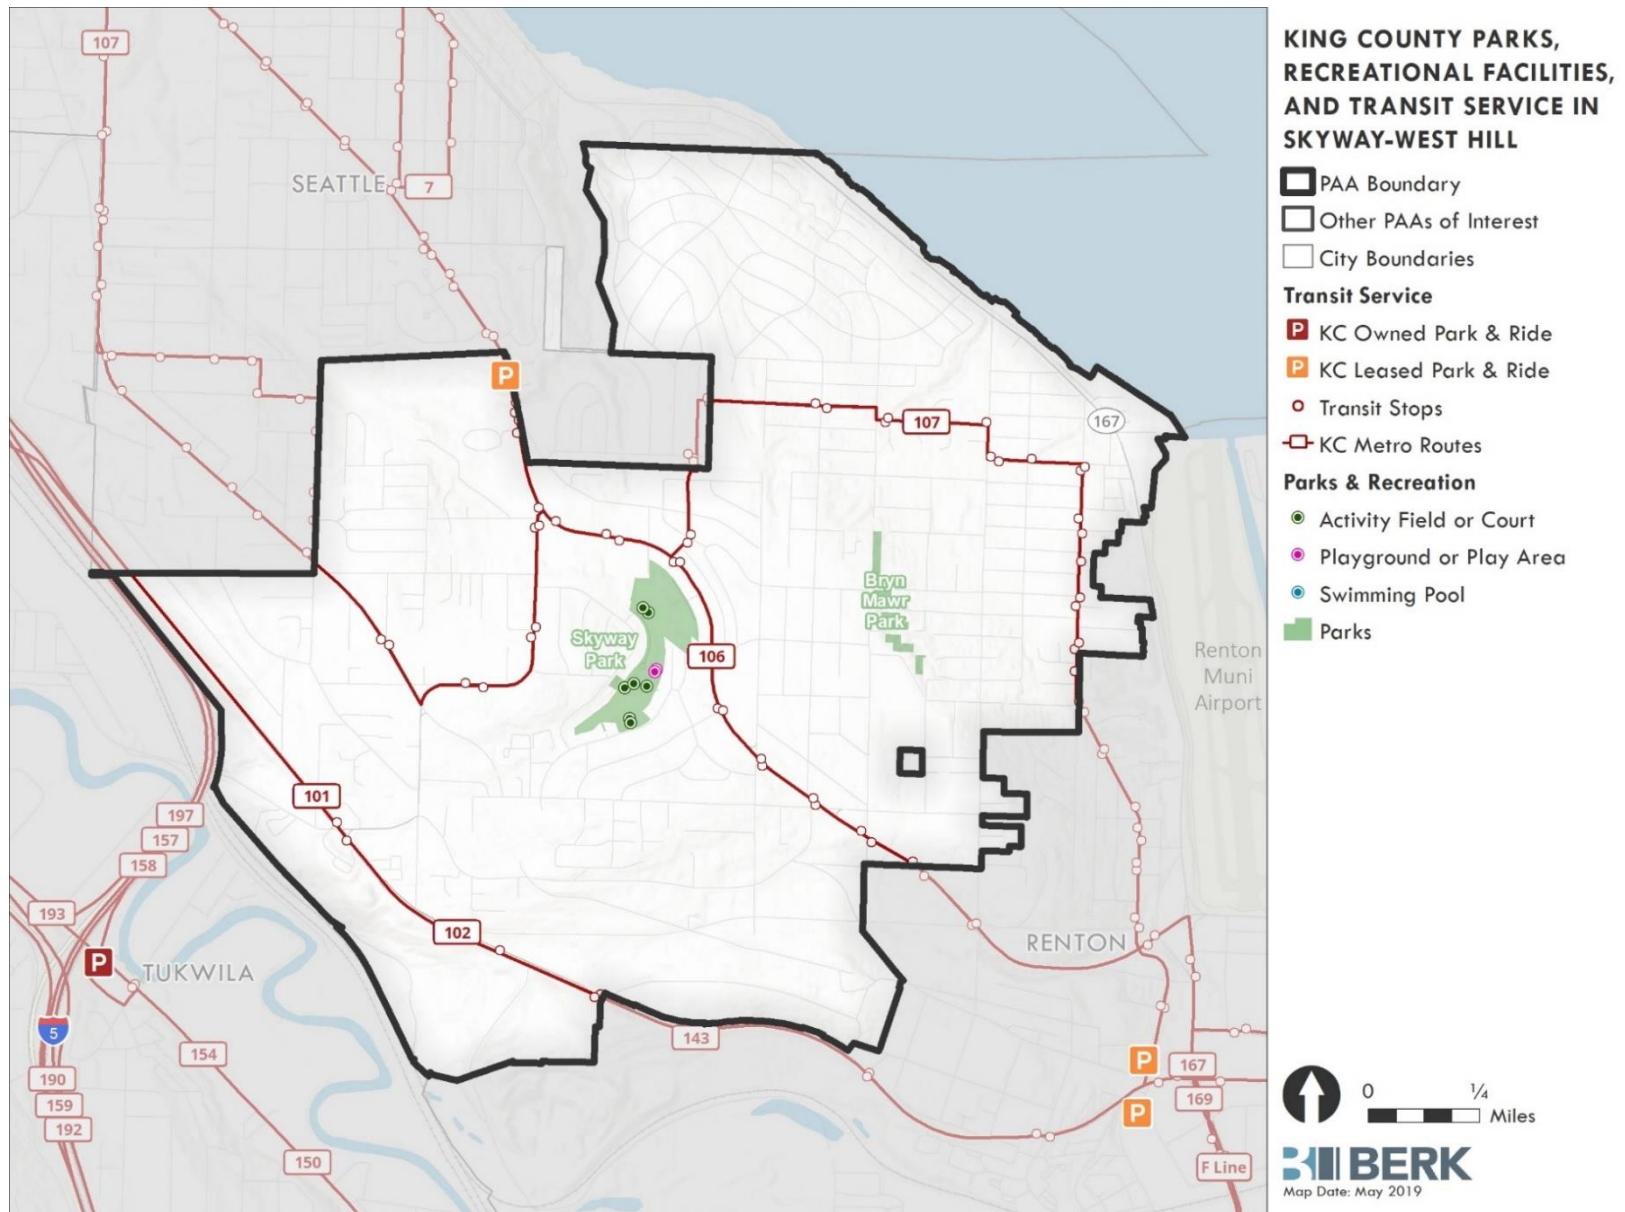 107
SEATTLE
7
P
107
167
Bryn
Mawr
Park
Skyway
Park
106
Renton
Muni
Airport
101
197
157
158
193
102
P
TUKWILA
RENTON
5
143
154
P
167
190
169
159
P
192
150
F Line
KING COUNTY PARKS,
RECREATIONAL FACILITIES,
AND TRANSIT SERVICE IN
SKYWAY-WEST HILL
PAA Boundary
Other PAAs of Interest
City Boundaries
Transit Service
P KC Owned Park & Ride
P KC Leased Park & Ride
Transit Stops
KC Metro Routes
Parks & Recreation
Activity Field or Court
Playground or Play Area
Swimming Pool
Parks
0 ¼
Miles
BERK
Map Date: May 2019